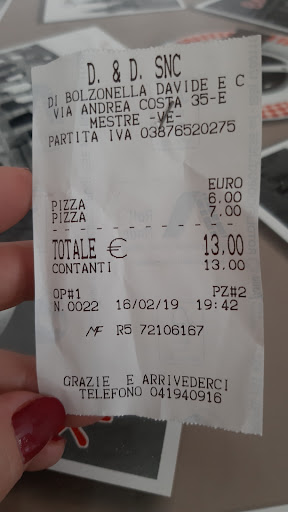 D. & D. SNC
DI BOLZONELLA DAVIDE E C
VIA ANDREA COSTA 35-E
MESTRE -VE-
PARTITA IVA 03876520275
EURO
PIZZA 6.00
PIZZA 7.00
TOTALE € 13.00
CONTANTI 13.00
OP#1 PZ#2
N.0022 16/02/19 19:42
MF R5 72106167
GRAZIE E ARRIVEDERCI
TELEFONO 041940916